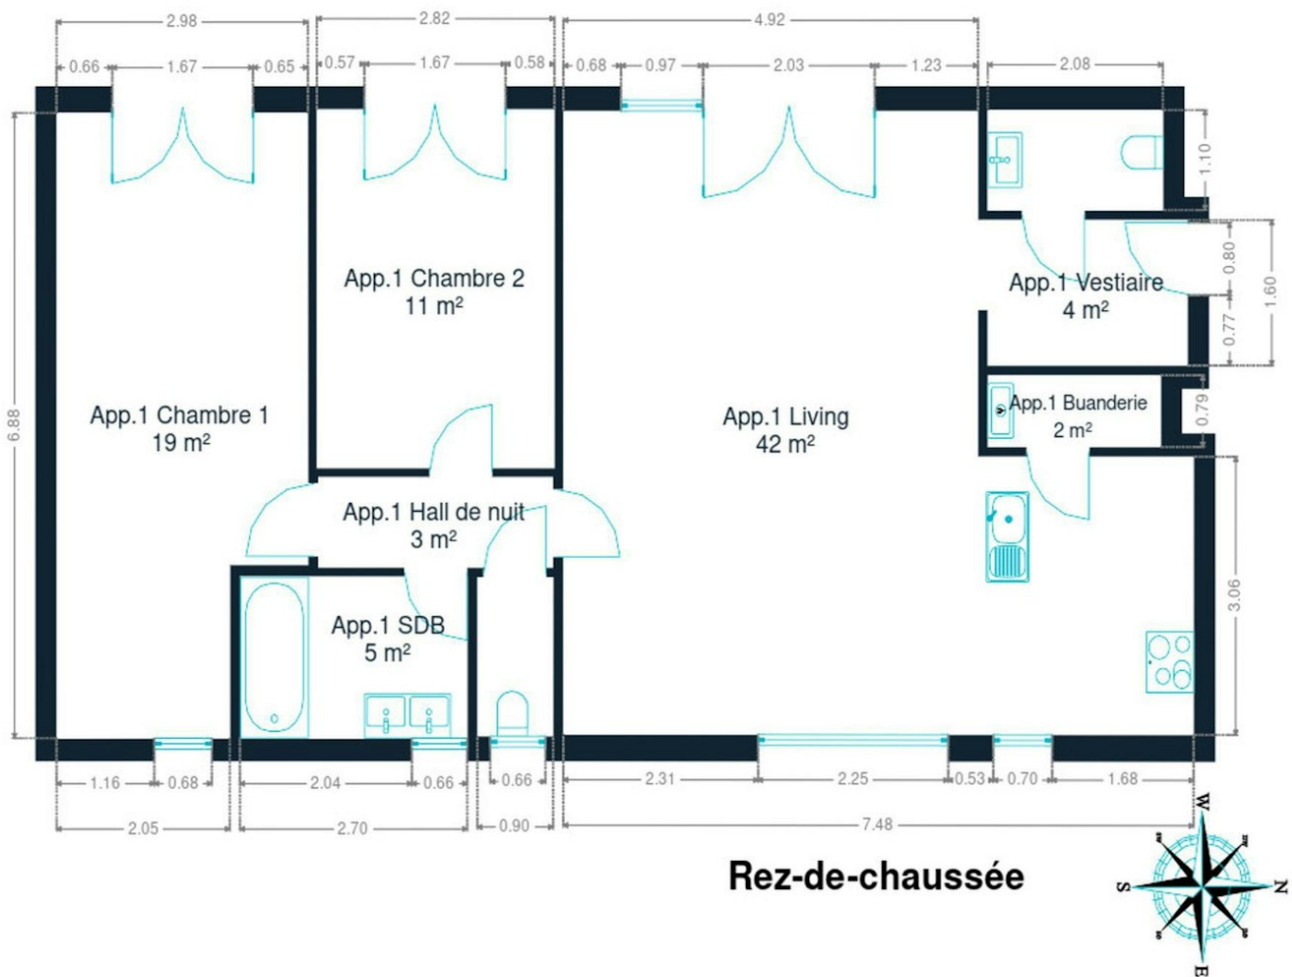 2.98
2.82
4.92
0.66
1.67
0.65
0.57
1.67
0.58
0.68
0.97
2.03
1.23
2.08
1.10
App.1 Chambre 2
11 m²
App.1 Vestiaire
4 m²
0.80
1.60
0.77
App.1 Chambre 1
19 m²
App.1 Living
42 m²
App.1 Buanderie
2 m²
0.79
6.88
App.1 Hall de nuit
3 m²
App.1 SDB
5 m²
3.06
1.16
0.68
2.04
0.66
0.66
2.31
2.25
0.53
0.70
1.68
2.05
2.70
0.90
7.48
Rez-de-chaussée
W
S
N
E